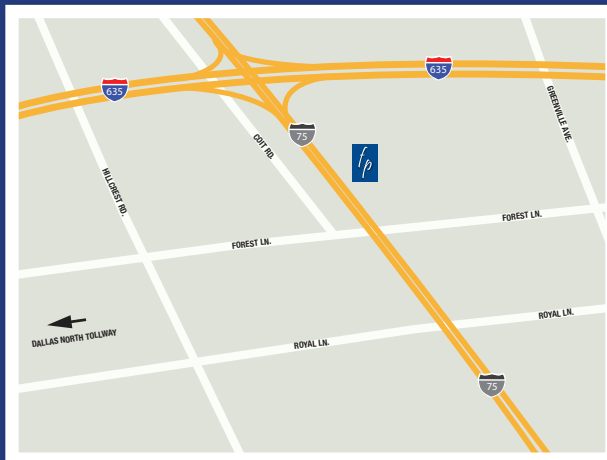 635
635
GREENVILLE AVE.
75
COIT RD.
fp
HILLCREST RD.
FOREST LN.
FOREST LN.
ROYAL LN.
DALLAS NORTH TOLLWAY
ROYAL LN.
75